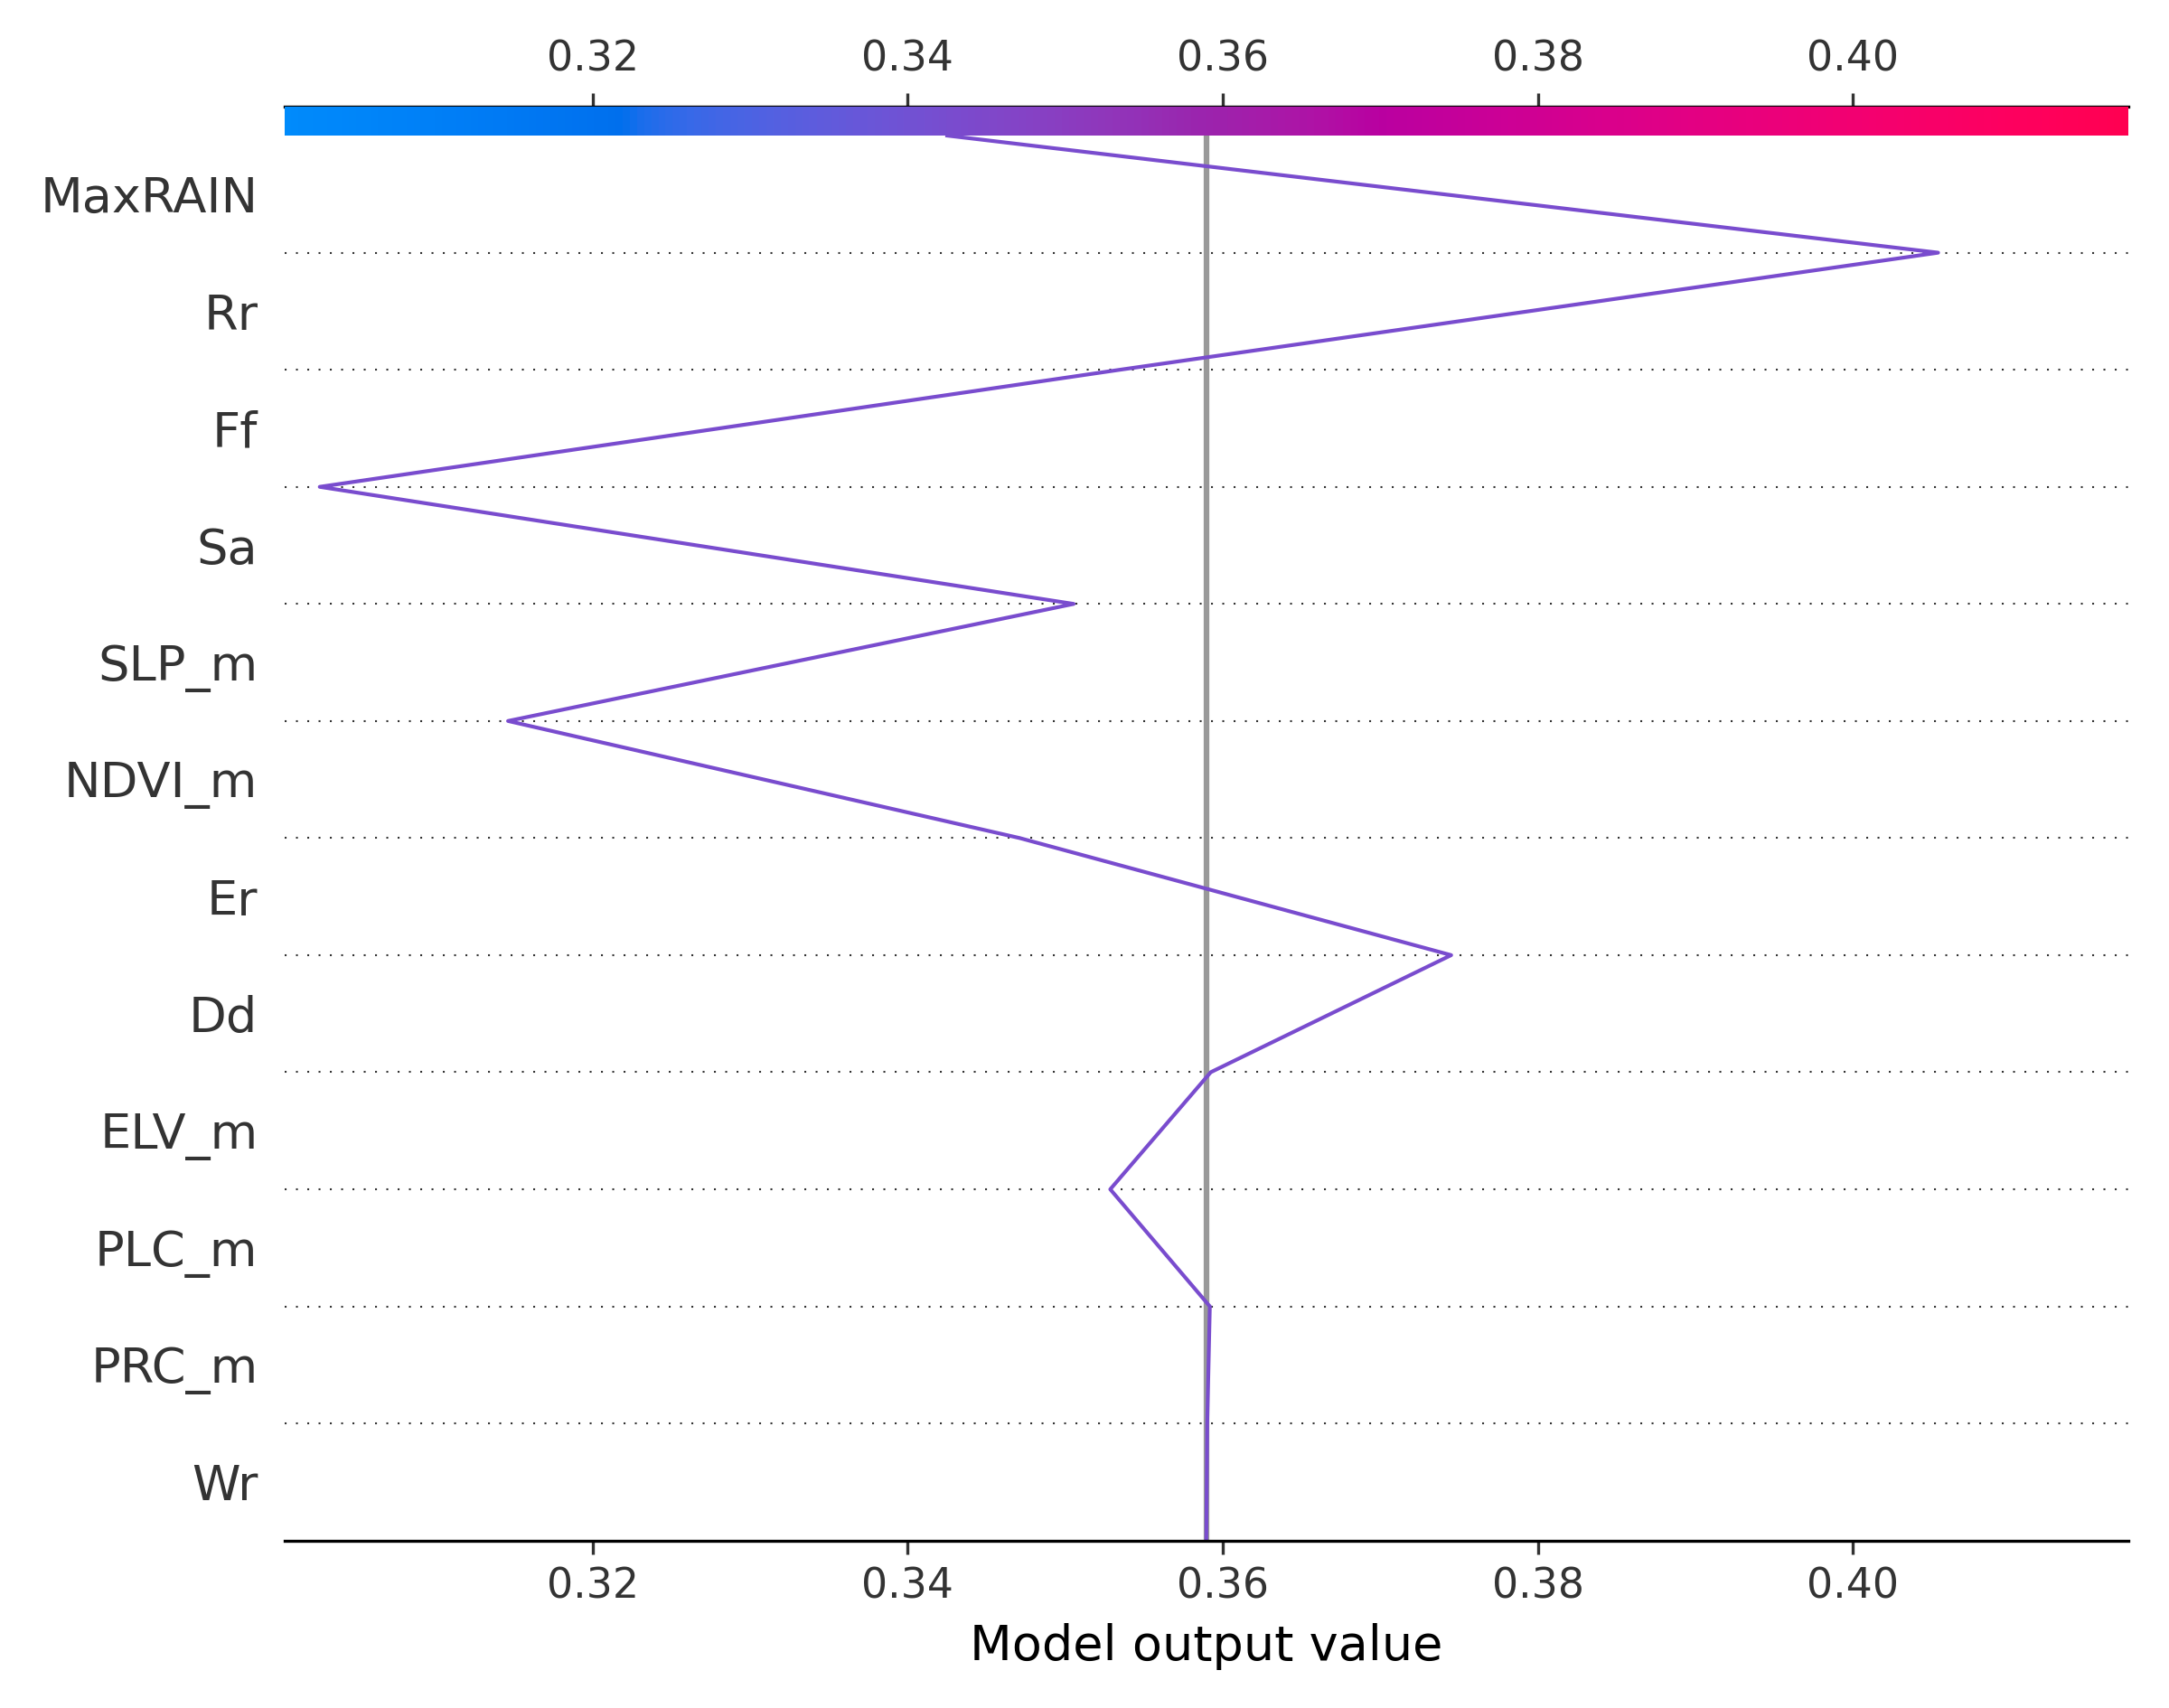 0.32 0.34 0.36 0.38 0.40
MaxRAIN
Rr
Ff
Sa
SLP_m
NDVI_m
Er
Dd
ELV_m
PLC_m
PRC_m
Wr
0.32 0.34 0.36 0.38 0.40
Model output value